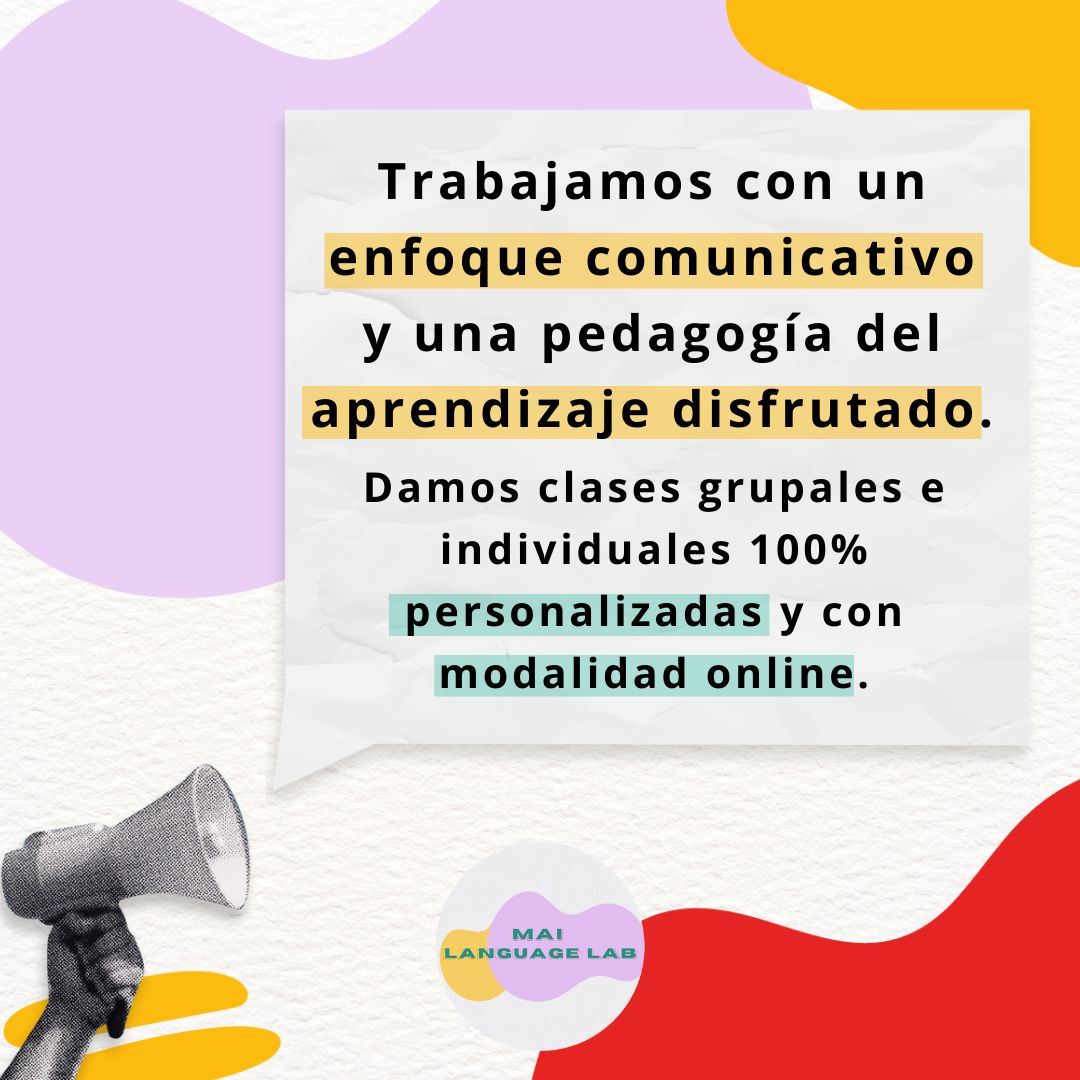 Trabajamos con un
enfoque comunicativo
y una pedagogía del
aprendizaje disfrutado.
Damos clases grupales e
individuales 100%
personalizadas y con
modalidad online.
MAI
LANGUAGE LAB